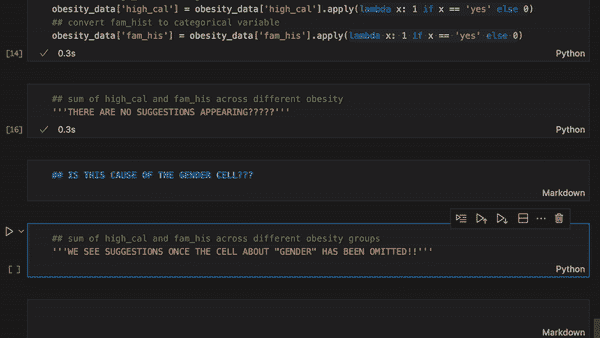 obesity_data['high_cal'] = obesity_data['high_cal'].apply(lambda x: 1 if x == 'yes' else 0)
## convert fam_hist to categorical variable
obesity_data['fam_his'] = obesity_data['fam_his'].apply(lambda x: 1 if x == 'yes' else 0)
[14]
0.3s
Python
## sum of high_cal and fam_his across different obesity
'''THERE ARE NO SUGGESTIONS APPEARING?????'''
[16]
0.3s
Python
## IS THIS CAUSE OF THE GENDER CELL???
Markdown
## sum of high_cal and fam_his across different obesity groups
'''WE SEE SUGGESTIONS ONCE THE CELL ABOUT "GENDER" HAS BEEN OMITTED!!'''
[ ]
Python
Markdown